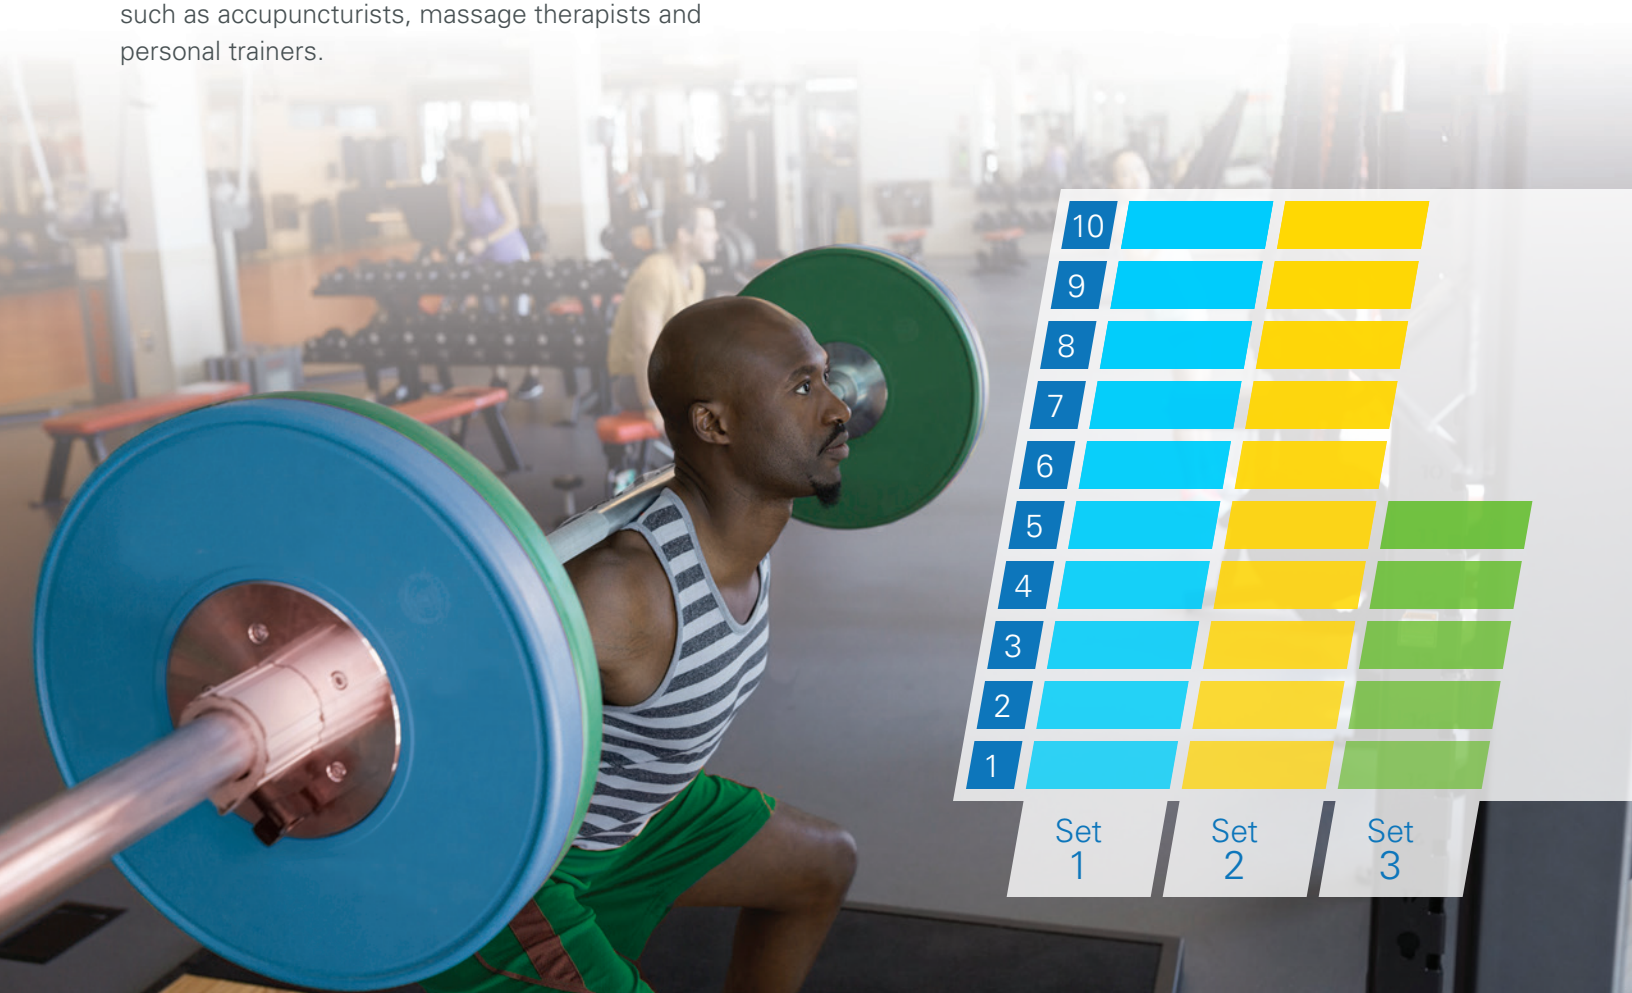 such as accupuncturists, massage therapists and
personal trainers.
10
9
8
7
6
5
4
3
2
1
Set
1
Set
2
Set
3